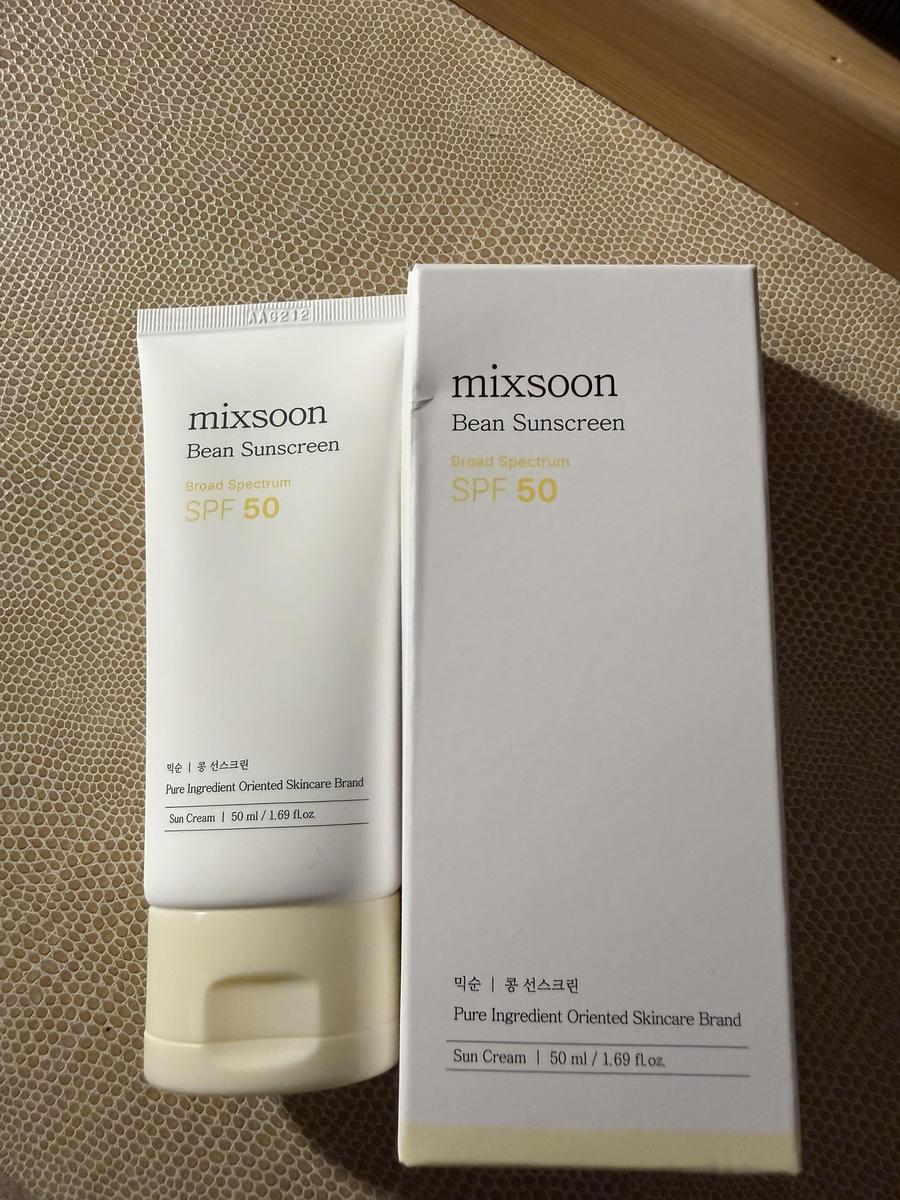 AAG212
mixsoon
Bean Sunscreen
Broad Spectrum
SPF 50
믹순 | 콩 선스크린
Pure Ingredient Oriented Skincare Brand
Sun Cream | 50 ml / 1.69 fl.oz.
mixsoon
Bean Sunscreen
Broad Spectrum
SPF 50
믹순 | 콩 선스크린
Pure Ingredient Oriented Skincare Brand
Sun Cream | 50 ml / 1.69 fl.oz.